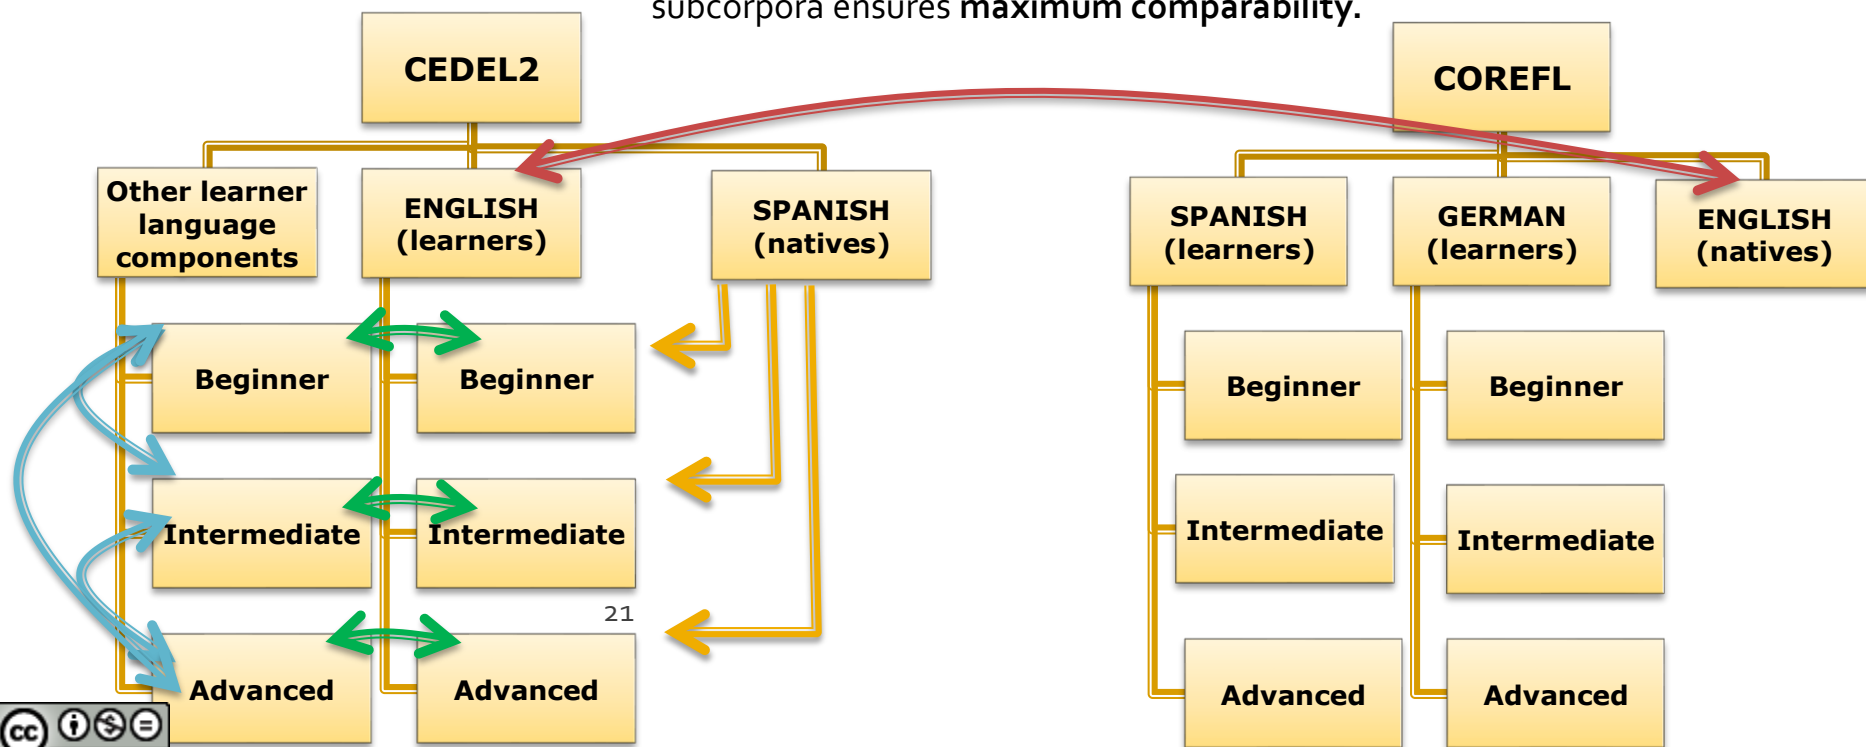 subcorpora ensures maximum comparability.
CEDEL2
COREFL
Other learner
language
components
ENGLISH
(learners)
SPANISH
(natives)
SPANISH
(learners)
GERMAN
(learners)
ENGLISH
(natives)
Beginner
Beginner
Beginner
Beginner
Intermediate
Intermediate
Intermediate
Intermediate
21
Advanced
Advanced
Advanced
Advanced
cc